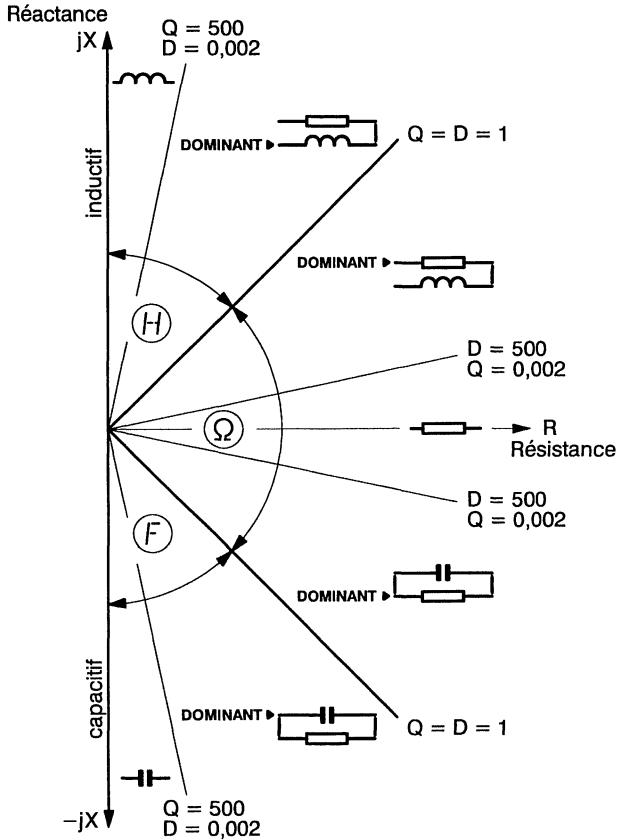 Réactance
jX
Q = 500
D = 0,002
inductif
DOMINANT
Q = D = 1
DOMINANT
H
D = 500
Q = 0,002
Ω
R
Résistance
D = 500
Q = 0,002
F
DOMINANT
capacitif
DOMINANT
Q = D = 1
Q = 500
D = 0,002
–jX